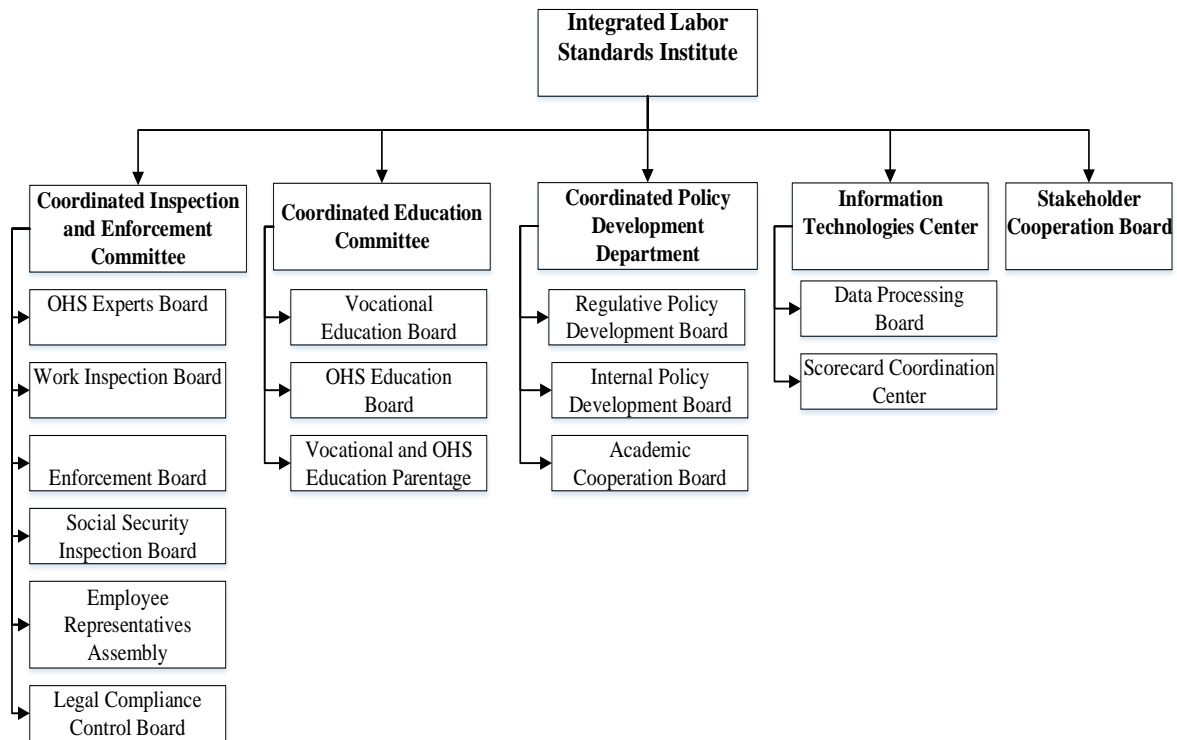 Integrated Labor
Standards Institute
Coordinated Inspection
and Enforcement
Committee
OHS Experts Board
Work Inspection Board
Enforcement Board
Social Security
Inspection Board
Employee
Representatives
Assembly
Legal Compliance
Control Board
Coordinated Education
Committee
Vocational
Education Board
OHS Education
Board
Vocational and OHS
Education Parentage
Coordinated Policy
Development
Department
Regulative Policy
Development Board
Internal Policy
Development Board
Academic
Cooperation Board
Information
Technologies Center
Data Processing
Board
Scorecard Coordination
Center
Stakeholder
Cooperation Board